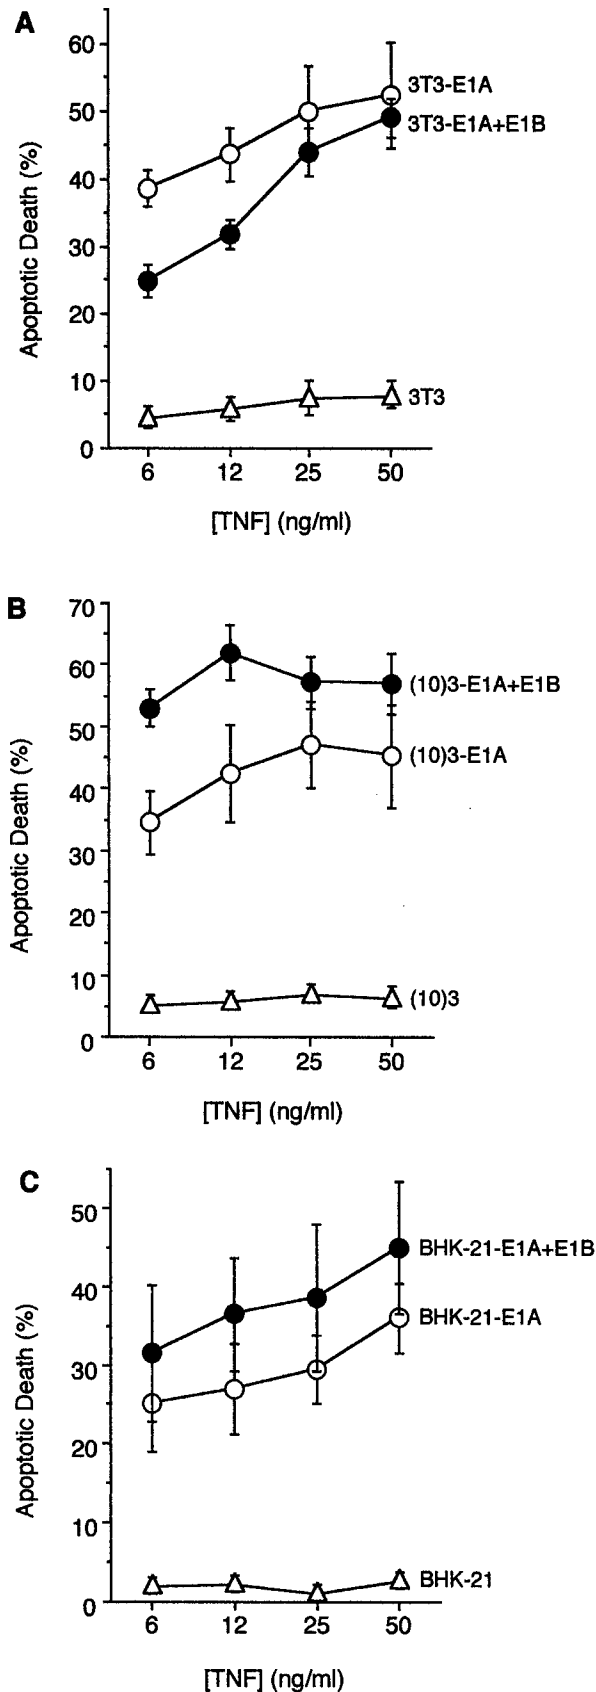 A
60
50
40
30
20
10
0
Apoptotic Death (%)
3T3-E1A
3T3-E1A+E1B
3T3
6 12 25 50
[TNF] (ng/ml)
B
70
60
50
40
30
20
10
0
Apoptotic Death (%)
(10)3-E1A+E1B
(10)3-E1A
(10)3
6 12 25 50
[TNF] (ng/ml)
C
50
40
30
20
10
0
Apoptotic Death (%)
BHK-21-E1A+E1B
BHK-21-E1A
BHK-21
6 12 25 50
[TNF] (ng/ml)